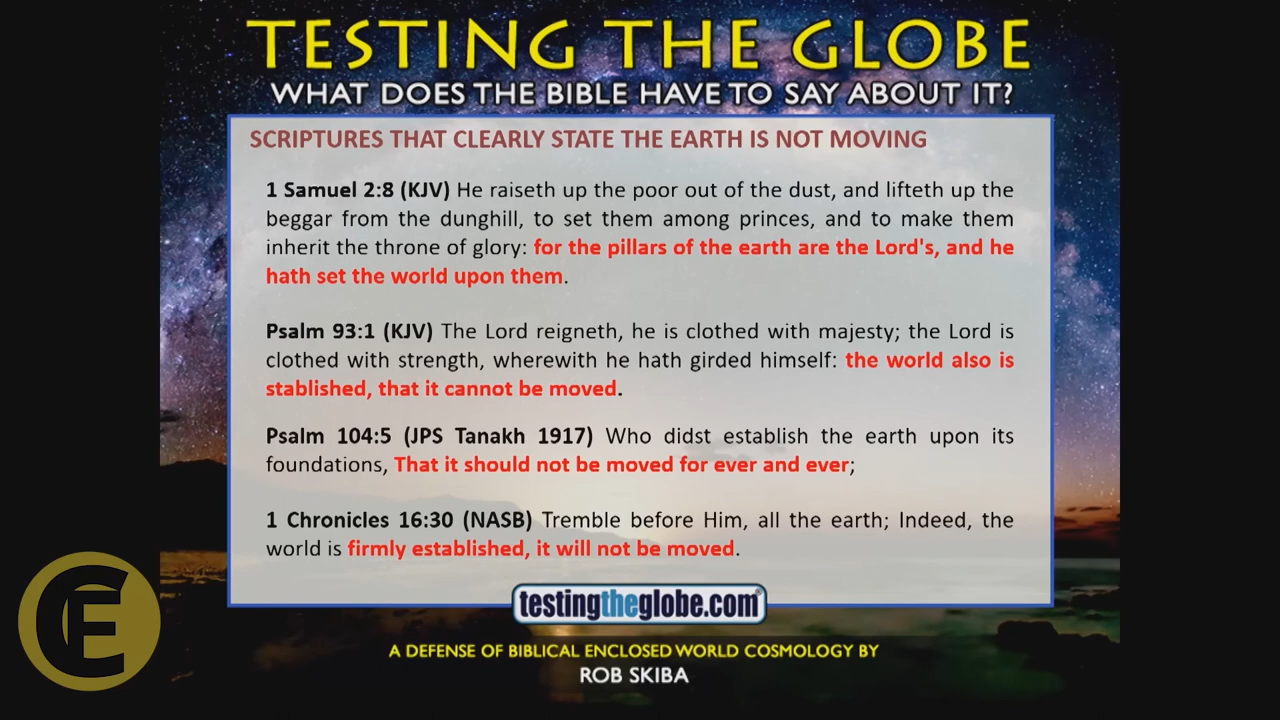 TESTING THE GLOBE
WHAT DOES THE BIBLE HAVE TO SAY ABOUT IT?
SCRIPTURES THAT CLEARLY STATE THE EARTH IS NOT MOVING
1 Samuel 2:8 (KJV) He raiseth up the poor out of the dust, and lifteth up the
beggar from the dunghill, to set them among princes, and to make them
inherit the throne of glory: for the pillars of the earth are the Lord's, and he
hath set the world upon them.
Psalm 93:1 (KJV) The Lord reigneth, he is clothed with majesty; the Lord is
clothed with strength, wherewith he hath girded himself: the world also is
stablished, that it cannot be moved.
Psalm 104:5 (JPS Tanakh 1917) Who didst establish the earth upon its
foundations, That it should not be moved for ever and ever;
1 Chronicles 16:30 (NASB) Tremble before Him, all the earth; Indeed, the
world is firmly established, it will not be moved.
testingtheglobe.com
A DEFENSE OF BIBLICAL ENCLOSED WORLD COSMOLOGY BY
ROB SKIBA
CE